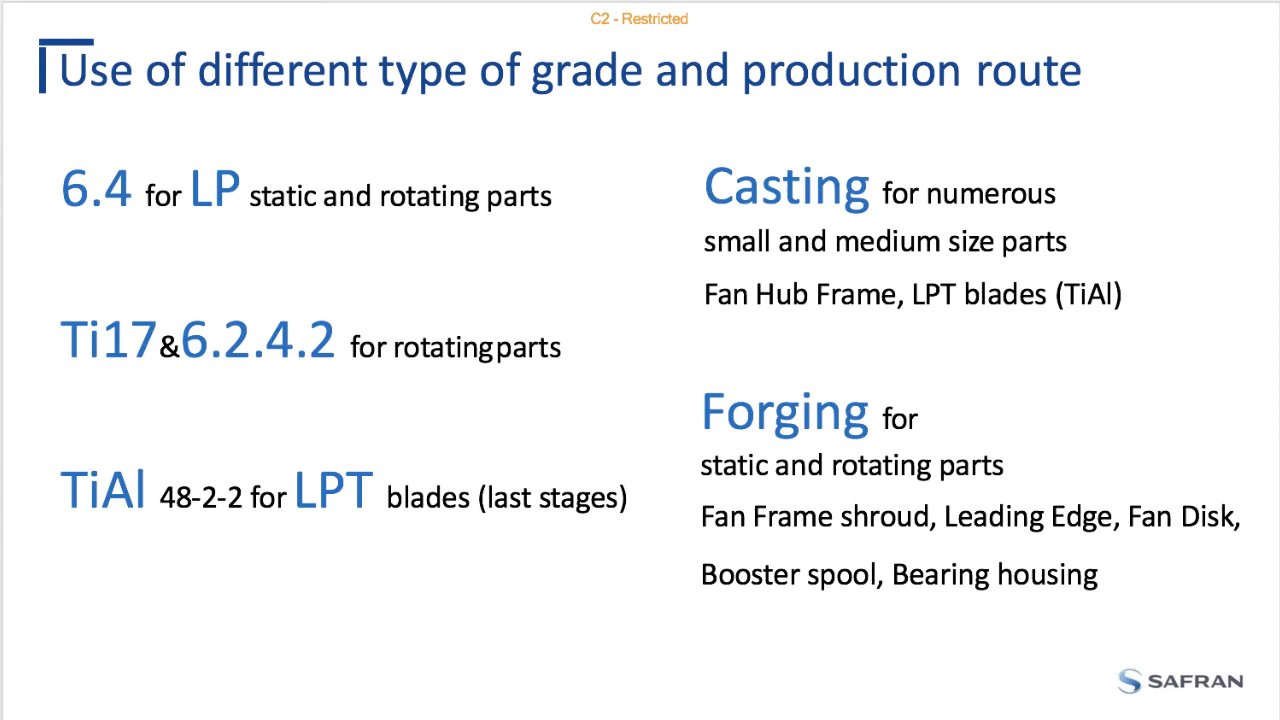 C2 - Restricted
Use of different type of grade and production route
6.4 for LP static and rotating parts
Ti17&6.2.4.2 for rotatingparts
TiAl 48-2-2 for LPT blades (last stages)
Casting for numerous
small and medium size parts
Fan Hub Frame, LPT blades (TiAl)
Forging for
static and rotating parts
Fan Frame shroud, Leading Edge, Fan Disk,
Booster spool, Bearing housing
SAFRAN